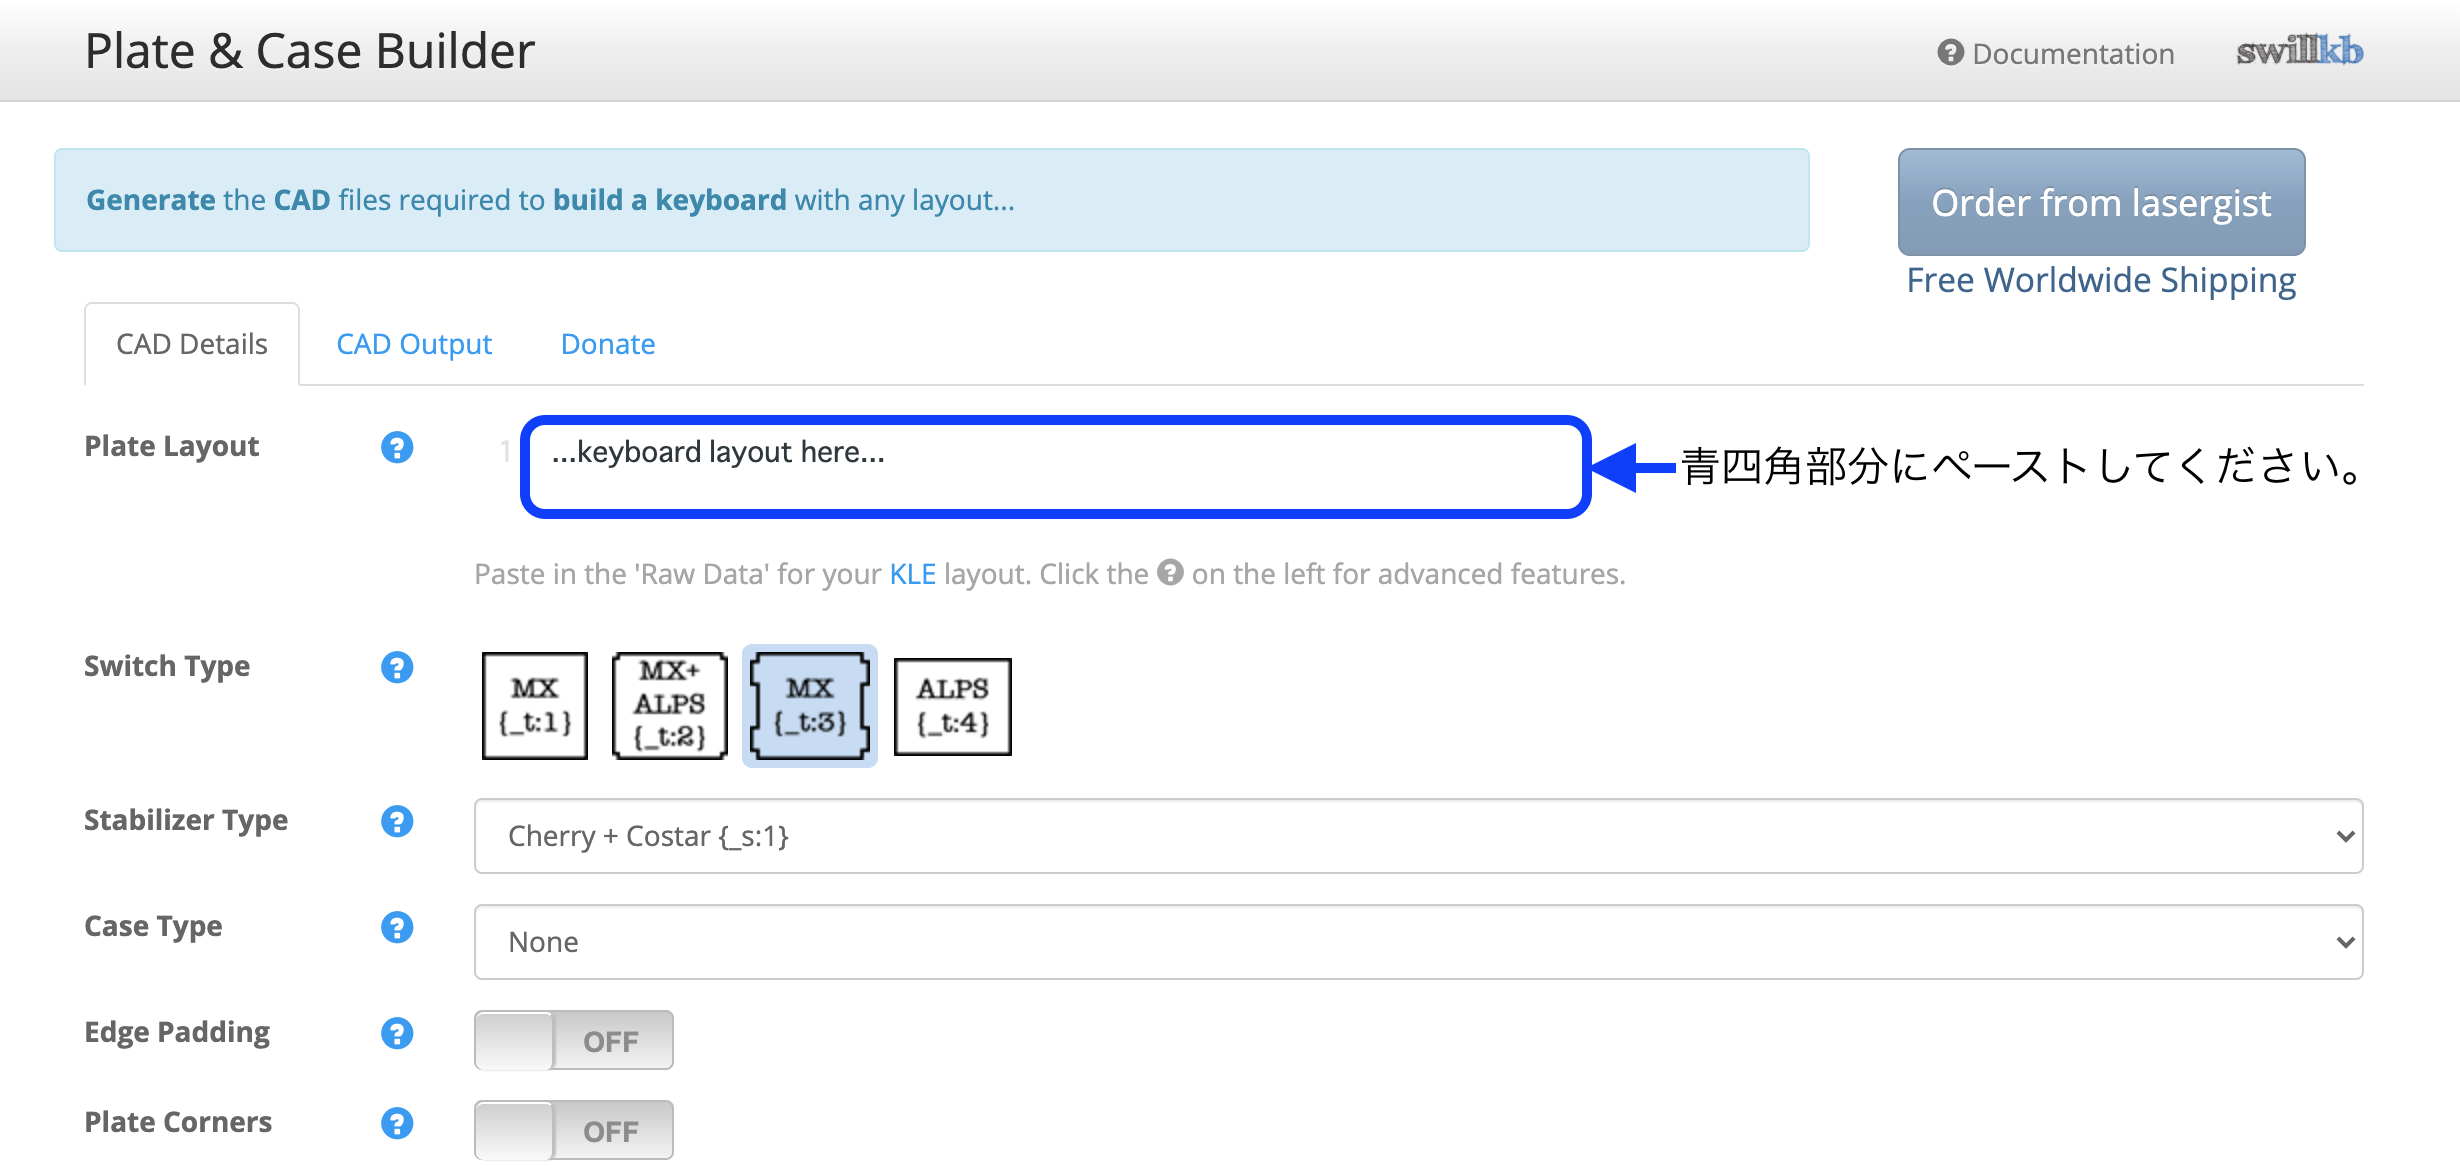 Plate & Case Builder
Documentation
swillkb
Generate the CAD files required to build a keyboard with any layout...
Order from lasergist
Free Worldwide Shipping
CAD Details
CAD Output
Donate
Plate Layout
1
...keyboard layout here...
青四角部分にペーストしてください。
Paste in the 'Raw Data' for your KLE layout. Click the ? on the left for advanced features.
Switch Type
MX
{_t:1}
MX+
ALPS
{_t:2}
MX
{_t:3}
ALPS
{_t:4}
Stabilizer Type
Cherry + Costar {_s:1}
Case Type
None
Edge Padding
OFF
Plate Corners
OFF